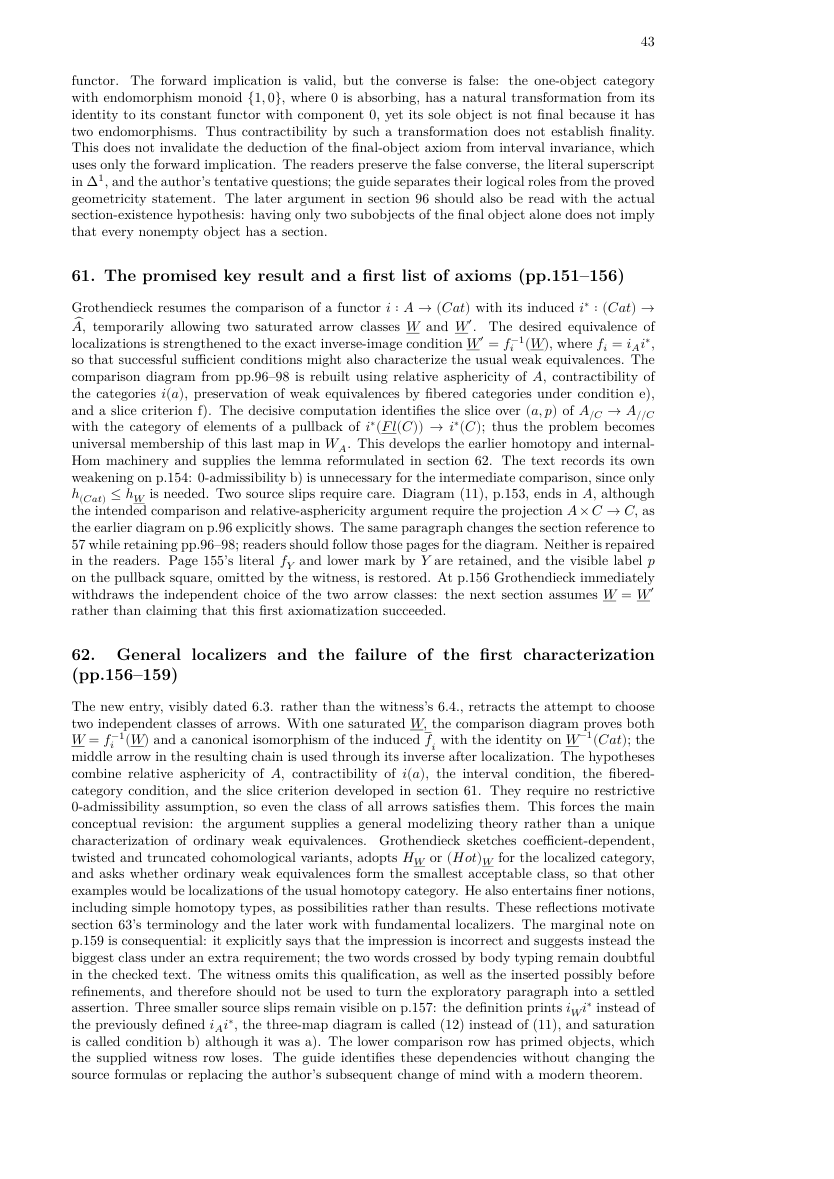 43
functor. The forward implication is valid, but the converse is false: the one-object category
with endomorphism monoid {1, 0}, where 0 is absorbing, has a natural transformation from its
identity to its constant functor with component 0, yet its sole object is not final because it has
two endomorphisms. Thus contractibility by such a transformation does not establish finality.
This does not invalidate the deduction of the final-object axiom from interval invariance, which
uses only the forward implication. The readers preserve the false converse, the literal superscript
in Δ¹, and the author's tentative questions; the guide separates their logical roles from the proved
geometricity statement. The later argument in section 96 should also be read with the actual
section-existence hypothesis: having only two subobjects of the final object alone does not imply
that every nonempty object has a section.
61. The promised key result and a first list of axioms (pp.151–156)
Grothendieck resumes the comparison of a functor i : A → (Cat) with its induced i* : (Cat) →
Â, temporarily allowing two saturated arrow classes W and W′. The desired equivalence of
localizations is strengthened to the exact inverse-image condition W′ = f_i⁻¹(W), where f_i = i_A i*,
so that successful sufficient conditions might also characterize the usual weak equivalences. The
comparison diagram from pp.96–98 is rebuilt using relative asphericity of A, contractibility of
the categories i(a), preservation of weak equivalences by fibered categories under condition e),
and a slice criterion f). The decisive computation identifies the slice over (a, p) of A_{/C} → A_{//C}
with the category of elements of a pullback of i*(Fl(C)) → i*(C); thus the problem becomes
universal membership of this last map in W_A. This develops the earlier homotopy and internal-
Hom machinery and supplies the lemma reformulated in section 62. The text records its own
weakening on p.154: 0-admissibility b) is unnecessary for the intermediate comparison, since only
h_(Cat) ≤ h_W is needed. Two source slips require care. Diagram (11), p.153, ends in A, although
the intended comparison and relative-asphericity argument require the projection A × C → C, as
the earlier diagram on p.96 explicitly shows. The same paragraph changes the section reference to
57 while retaining pp.96–98; readers should follow those pages for the diagram. Neither is repaired
in the readers. Page 155's literal f_Y and lower mark by Y are retained, and the visible label p
on the pullback square, omitted by the witness, is restored. At p.156 Grothendieck immediately
withdraws the independent choice of the two arrow classes: the next section assumes W = W′
rather than claiming that this first axiomatization succeeded.
62. General localizers and the failure of the first characterization
(pp.156–159)
The new entry, visibly dated 6.3. rather than the witness's 6.4., retracts the attempt to choose
two independent classes of arrows. With one saturated W, the comparison diagram proves both
W = f_i⁻¹(W) and a canonical isomorphism of the induced f̄_i with the identity on W⁻¹(Cat); the
middle arrow in the resulting chain is used through its inverse after localization. The hypotheses
combine relative asphericity of A, contractibility of i(a), the interval condition, the fibered-
category condition, and the slice criterion developed in section 61. They require no restrictive
0-admissibility assumption, so even the class of all arrows satisfies them. This forces the main
conceptual revision: the argument supplies a general modelizing theory rather than a unique
characterization of ordinary weak equivalences. Grothendieck sketches coefficient-dependent,
twisted and truncated cohomological variants, adopts H_W or (Hot)_W for the localized category,
and asks whether ordinary weak equivalences form the smallest acceptable class, so that other
examples would be localizations of the usual homotopy category. He also entertains finer notions,
including simple homotopy types, as possibilities rather than results. These reflections motivate
section 63's terminology and the later work with fundamental localizers. The marginal note on
p.159 is consequential: it explicitly says that the impression is incorrect and suggests instead the
biggest class under an extra requirement; the two words crossed by body typing remain doubtful
in the checked text. The witness omits this qualification, as well as the inserted possibly before
refinements, and therefore should not be used to turn the exploratory paragraph into a settled
assertion. Three smaller source slips remain visible on p.157: the definition prints i_W i* instead of
the previously defined i_A i*, the three-map diagram is called (12) instead of (11), and saturation
is called condition b) although it was a). The lower comparison row has primed objects, which
the supplied witness row loses. The guide identifies these dependencies without changing the
source formulas or replacing the author's subsequent change of mind with a modern theorem.